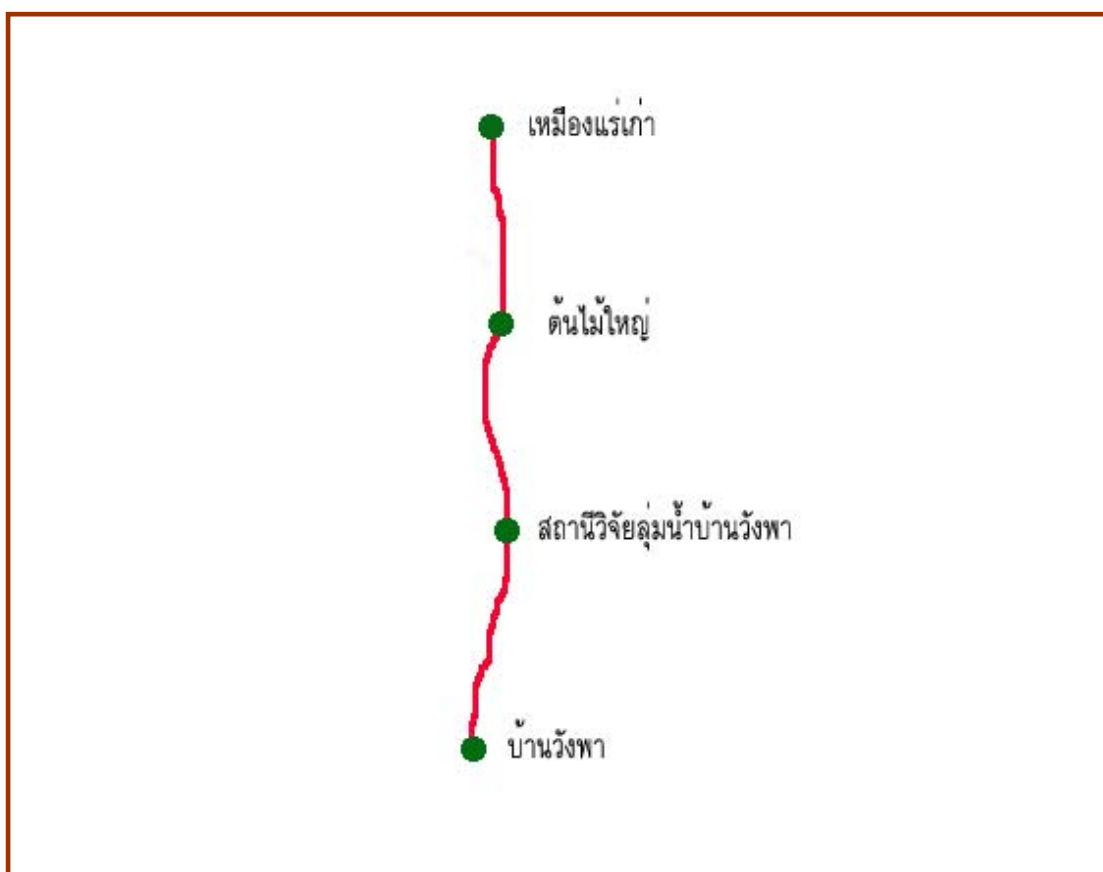 เหมืองแร่เก่า
ต้นไม้ใหญ่
สถานีวิจัยลุ่มน้ำบ้านวังพา
บ้านวังพา